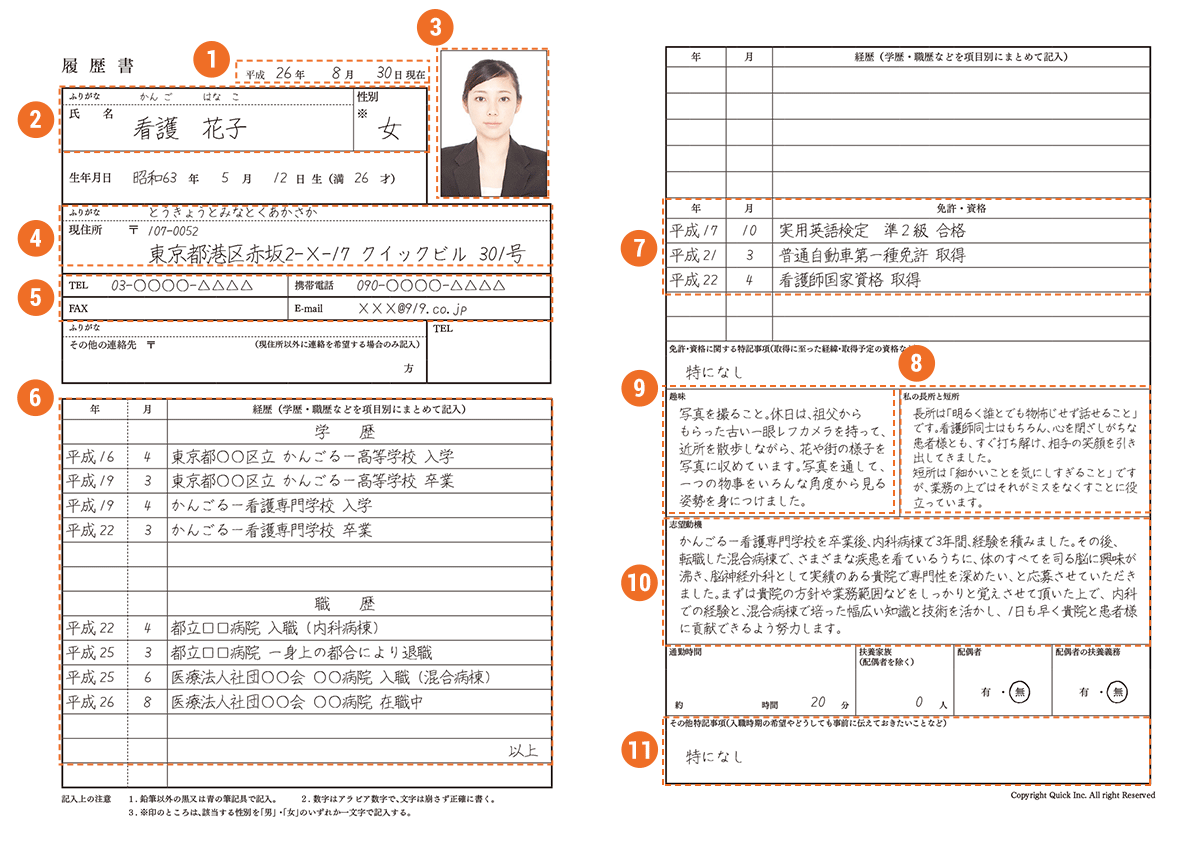 履歴書
1
平成 26 年 8 月 30 日 現在
3
2
ふりがな かんご はなこ
氏名 看護 花子
性別
※
女
生年月日 昭和63 年 5 月 12 日 生 (満 26 才)
4
ふりがな とうきょうとみなとくあかさか
現住所 〒 107-0052
東京都港区赤坂2-X-17 クイックビル 301号
5
TEL 03-○○○○-△△△△ 携帯電話 090-○○○○-△△△△
FAX E-mail XXX@919.co.jp
ふりがな
その他の連絡先 〒 (現住所以外に連絡を希望する場合のみ記入)
方
TEL
6
年 月 経歴 (学歴・職歴などを項目別にまとめて記入)
学 歴
平成16 4 東京都○○区立 かんごるー高等学校 入学
平成19 3 東京都○○区立 かんごるー高等学校 卒業
平成19 4 かんごるー看護専門学校 入学
平成22 3 かんごるー看護専門学校 卒業
職 歴
平成22 4 都立□□病院 入職 (内科病棟)
平成25 3 都立□□病院 一身上の都合により退職
平成25 6 医療法人社団○○会 ○○病院 入職 (混合病棟)
平成26 8 医療法人社団○○会 ○○病院 在職中
以上
記入上の注意 1.鉛筆以外の黒又は青の筆記具で記入。 2.数字はアラビア数字で、文字は崩さず正確に書く。
3.※印のところは、該当する性別を「男」・「女」のいずれか一文字で記入する。
年 月 経歴 (学歴・職歴などを項目別にまとめて記入)
7
年 月 免許・資格
平成17 10 実用英語検定 準2級 合格
平成21 3 普通自動車第一種免許 取得
平成22 4 看護師国家資格 取得
免許・資格に関する特記事項(取得に至った経緯・取得予定の資格な
特になし
9
趣味
写真を撮ること。休日は、祖父から
もらった古い一眼レフカメラを持って、
近所を散歩しながら、花や街の様子を
写真に収めています。写真を通して、
一つの物事をいろんな角度から見る
姿勢を身につけました。
8
私の長所と短所
長所は「明るく誰とでも物怖じせず話せること」
です。看護師同士はもちろん、心を閉ざしがちな
患者様とも、すぐ打ち解け、相手の笑顔を引き
出してきました。
短所は「細かいことを気にしすぎること」です
が、業務の上ではそれがミスをなくすことに役
立っています。
10
志望動機
かんごるー看護専門学校を卒業後、内科病棟で3年間、経験を積みました。その後、
転職した混合病棟で、さまざまな疾患を看ているうちに、体のすべてを司る脳に興味が
沸き、脳神経外科として実績のある貴院で専門性を深めたい、と応募させていただき
ました。まずは貴院の方針や業務範囲などをしっかりと覚えさせて頂いた上で、内科
での経験と、混合病棟で培った幅広い知識と技術を活かし、1日も早く貴院と患者様
に貢献できるよう努力します。
通勤時間
約 時間 20 分
扶養家族
(配偶者を除く)
0 人
配偶者
有 ・ 無
配偶者の扶養義務
有 ・ 無
11
その他特記事項(入職時期の希望やどうしても事前に伝えておきたいことなど)
特になし
Copyright Quick Inc. All right Reserved